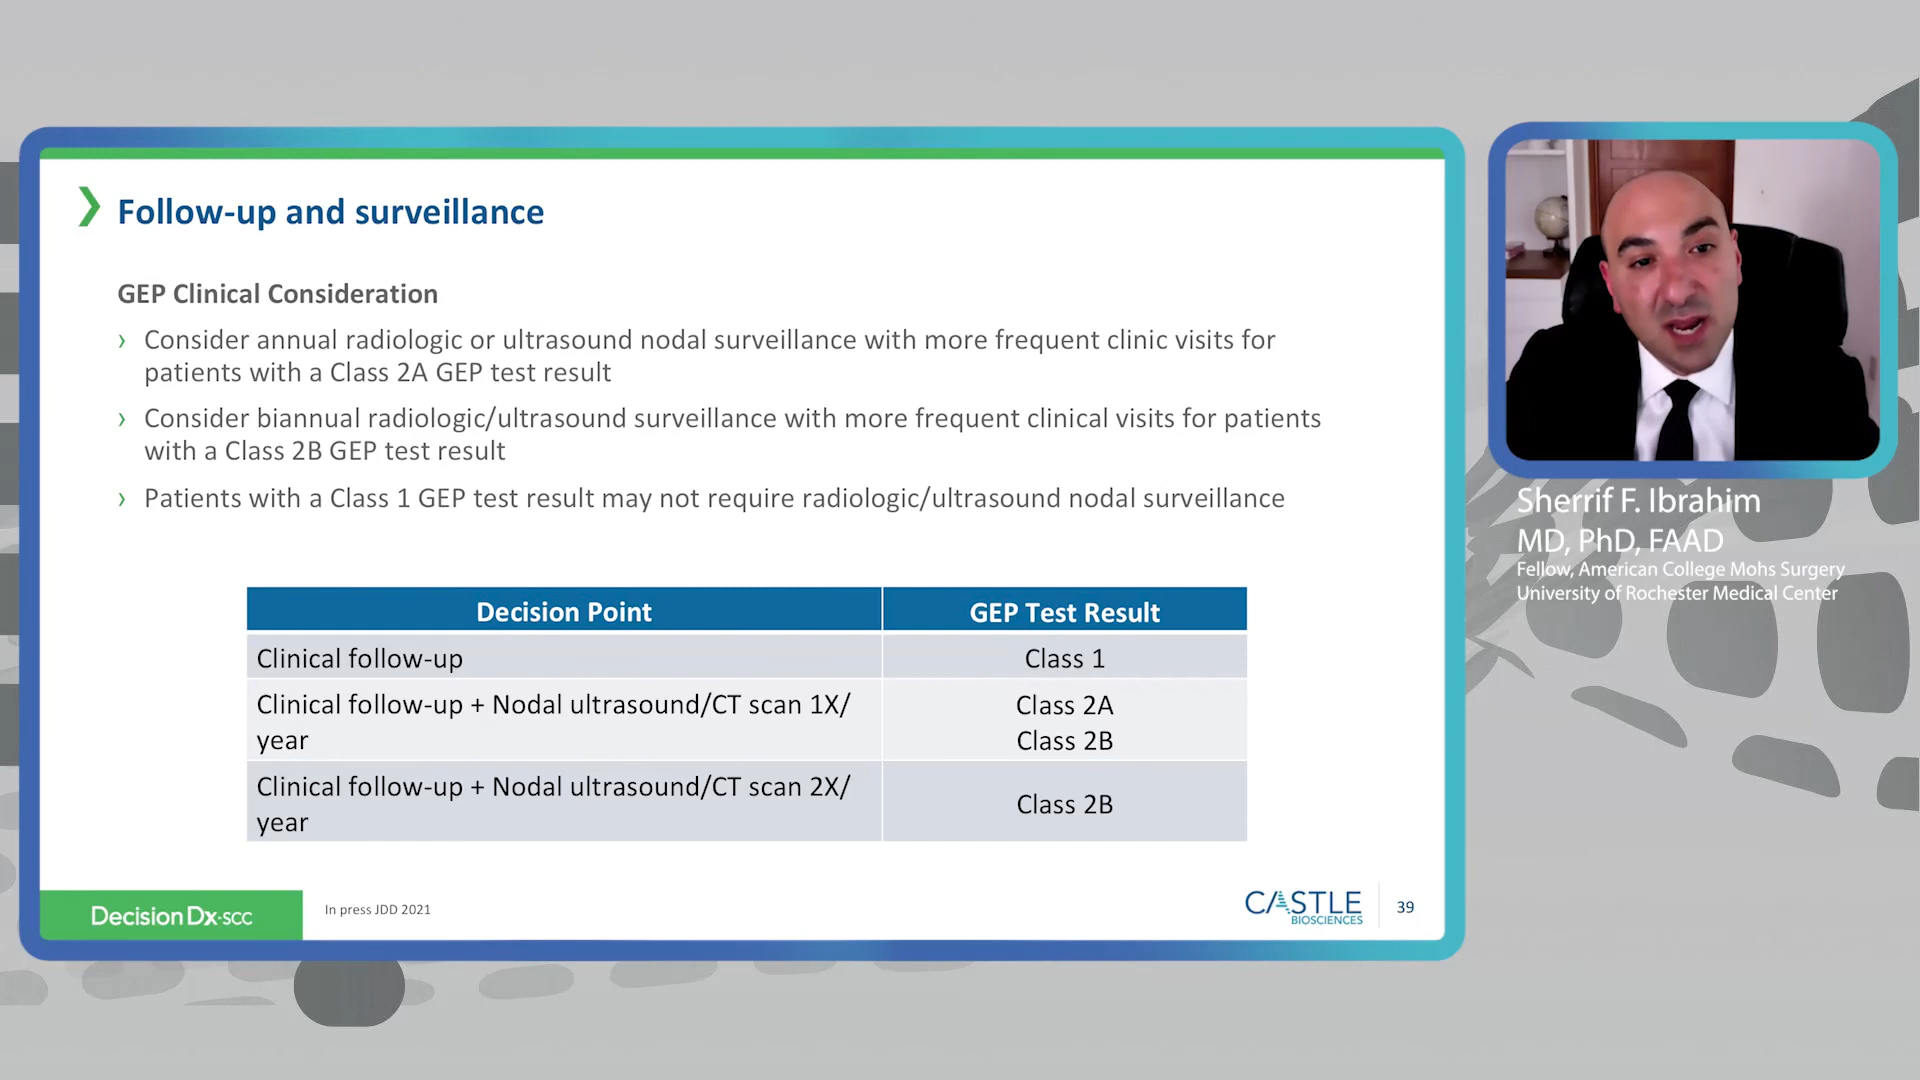 Follow-up and surveillance
GEP Clinical Consideration
› Consider annual radiologic or ultrasound nodal surveillance with more frequent clinic visits for
patients with a Class 2A GEP test result
› Consider biannual radiologic/ultrasound surveillance with more frequent clinical visits for patients
with a Class 2B GEP test result
› Patients with a Class 1 GEP test result may not require radiologic/ultrasound nodal surveillance
Decision Point
GEP Test Result
Clinical follow-up
Class 1
Clinical follow-up + Nodal ultrasound/CT scan 1X/
year
Class 2A
Class 2B
Clinical follow-up + Nodal ultrasound/CT scan 2X/
year
Class 2B
DecisionDx·SCC
In press JDD 2021
CASTLE
BIOSCIENCES
39
Sherrif F. Ibrahim
MD, PhD, FAAD
Fellow, American College Mohs Surgery
University of Rochester Medical Center